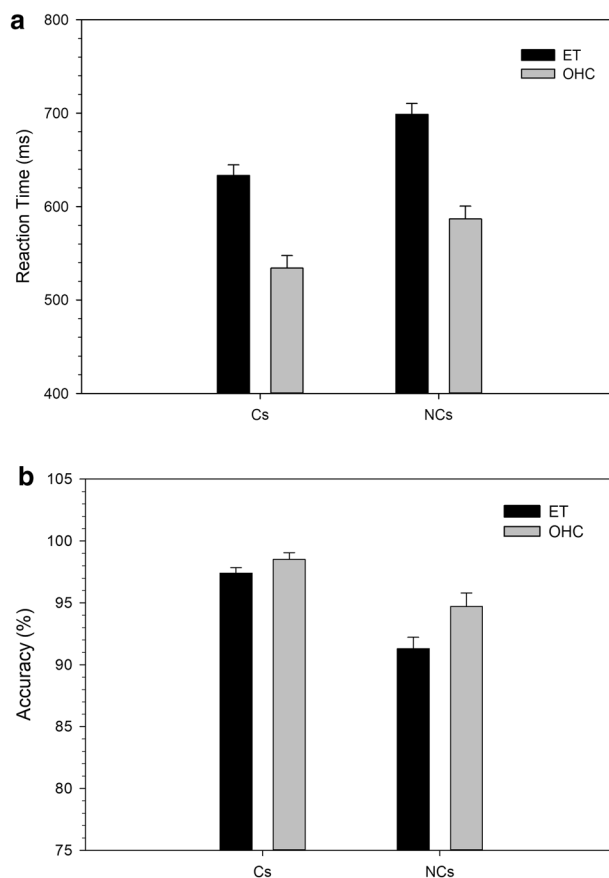 a
800
700
600
500
400
Reaction Time (ms)
ET
OHC
Cs
NCs
b
105
100
95
90
85
80
75
Accuracy (%)
ET
OHC
Cs
NCs